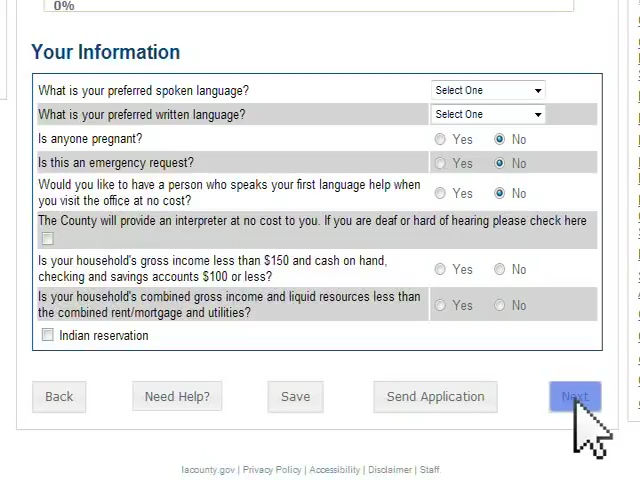 0%
Your Information
What is your preferred spoken language? Select One
What is your preferred written language? Select One
Is anyone pregnant? Yes No
Is this an emergency request? Yes No
Would you like to have a person who speaks your first language help when
you visit the office at no cost? Yes No
The County will provide an interpreter at no cost to you. If you are deaf or hard of hearing please check here
Is your household's gross income less than $150 and cash on hand,
checking and savings accounts $100 or less? Yes No
Is your household's combined gross income and liquid resources less than
the combined rent/mortgage and utilities? Yes No
Indian reservation
Back Need Help? Save Send Application Next
lacounty.gov | Privacy Policy | Accessibility | Disclaimer | Staff